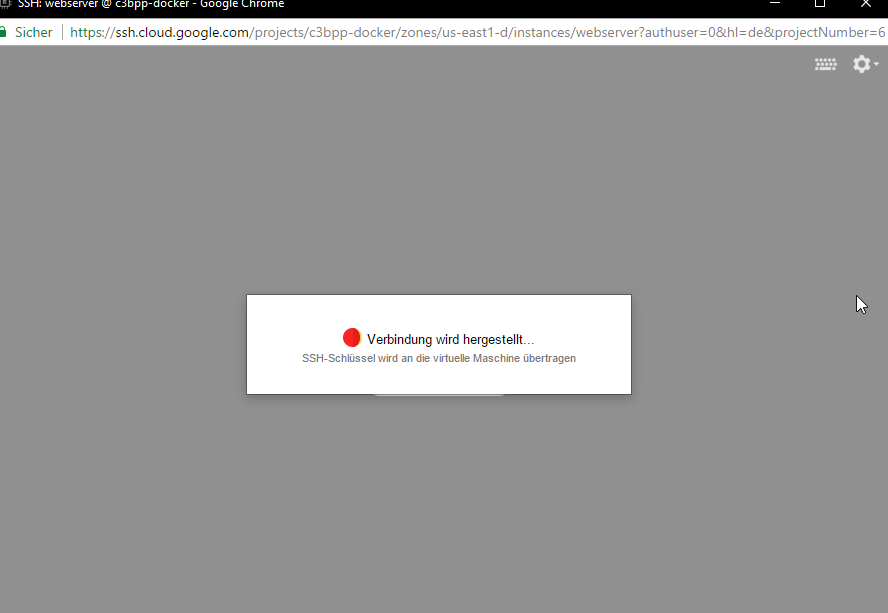 SSH: webserver @ c3bpp-docker - Google Chrome
Sicher https://ssh.cloud.google.com/projects/c3bpp-docker/zones/us-east1-d/instances/webserver?authuser=0&hl=de&projectNumber=6
Verbindung wird hergestellt...
SSH-Schlüssel wird an die virtuelle Maschine übertragen